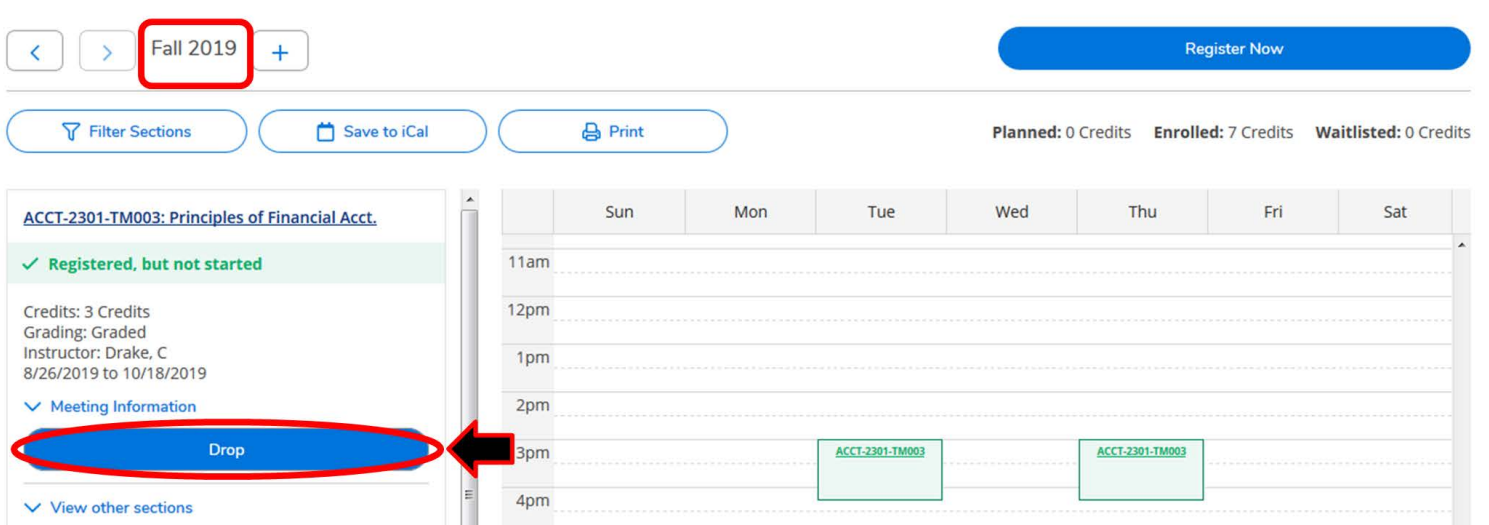 Fall 2019
Register Now
Filter Sections
Save to iCal
Print
Planned: 0 Credits Enrolled: 7 Credits Waitlisted: 0 Credits
ACCT-2301-TM003: Principles of Financial Acct.
Registered, but not started
Credits: 3 Credits
Grading: Graded
Instructor: Drake, C
8/26/2019 to 10/18/2019
Meeting Information
Drop
View other sections
Sun Mon Tue Wed Thu Fri Sat
11am
12pm
1pm
2pm
3pm
ACCT-2301-TM003 ACCT-2301-TM003
4pm